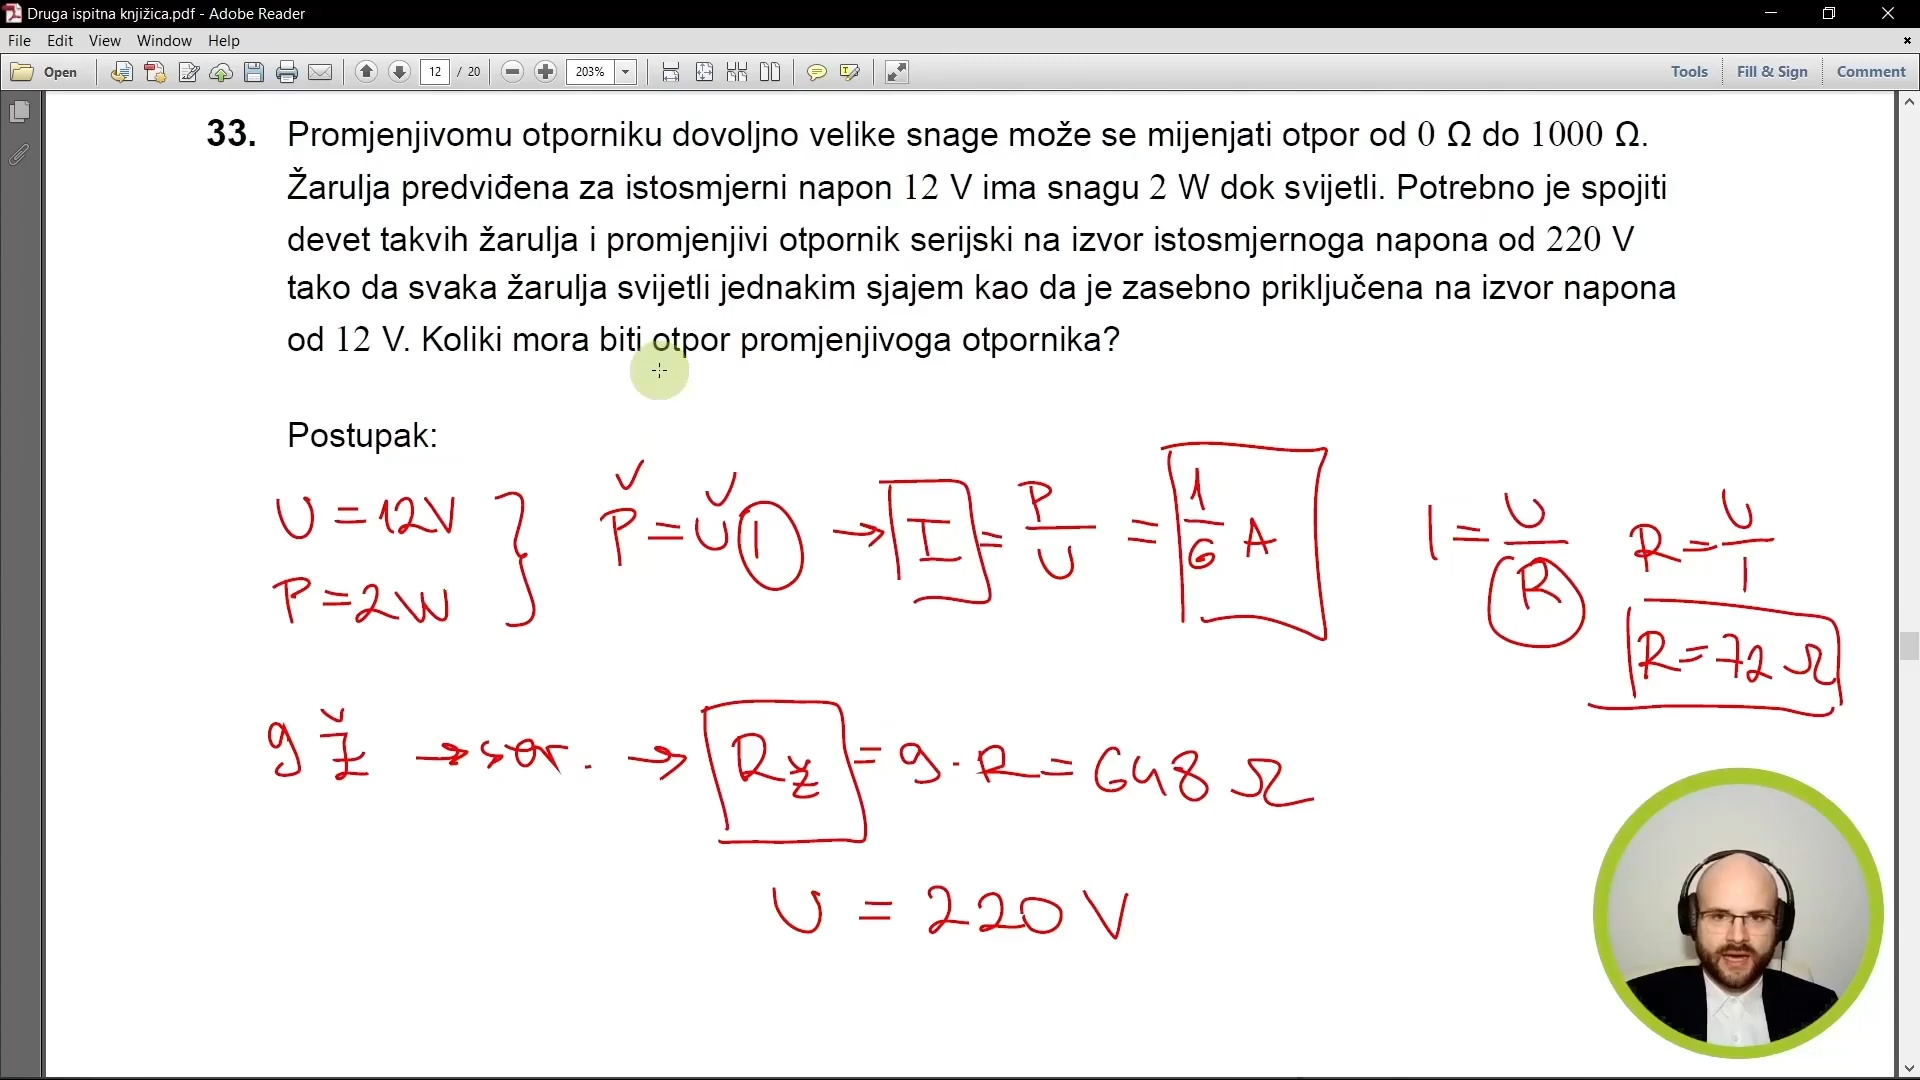 Druga ispitna knjižica.pdf - Adobe Reader
File Edit View Window Help
Open 12 / 20 203% Tools Fill & Sign Comment
33. Promjenjivomu otporniku dovoljno velike snage može se mijenjati otpor od 0 Ω do 1000 Ω.
Žarulja predviđena za istosmjerni napon 12 V ima snagu 2 W dok svijetli. Potrebno je spojiti
devet takvih žarulja i promjenjivi otpornik serijski na izvor istosmjernoga napona od 220 V
tako da svaka žarulja svijetli jednakim sjajem kao da je zasebno priključena na izvor napona
od 12 V. Koliki mora biti otpor promjenjivoga otpornika?
Postupak:
U = 12V
P = 2W
P = U I → I = P/U = 1/6 A
I = U/R
R = U/I
R = 72 Ω
9 Ž → ser. → Rž = 9 · R = 648 Ω
U = 220 V